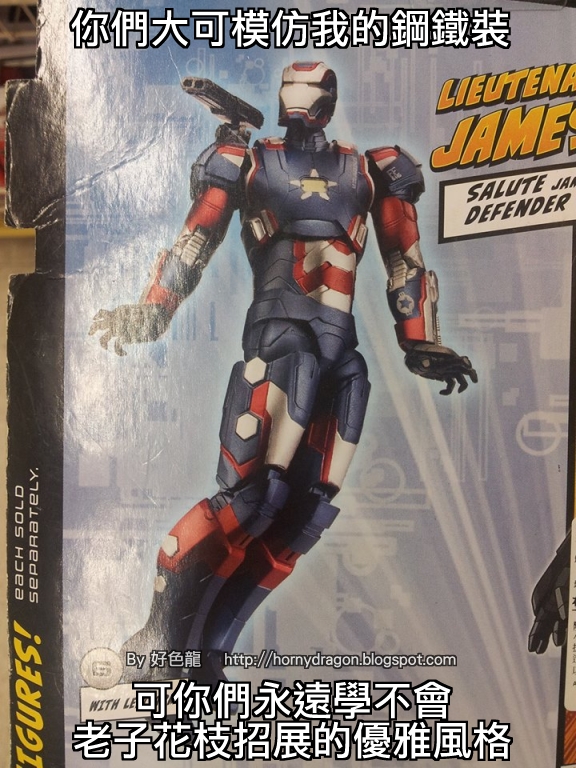 你們大可模仿我的鋼鐵裝
LIEUTENA
JAMES
SALUTE JAM
DEFENDER
EACH SOLD
SEPARATELY.
IGURES!
By 好色龍 http://hornydragon.blogspot.com
WITH LE
可你們永遠學不會
老子花枝招展的優雅風格